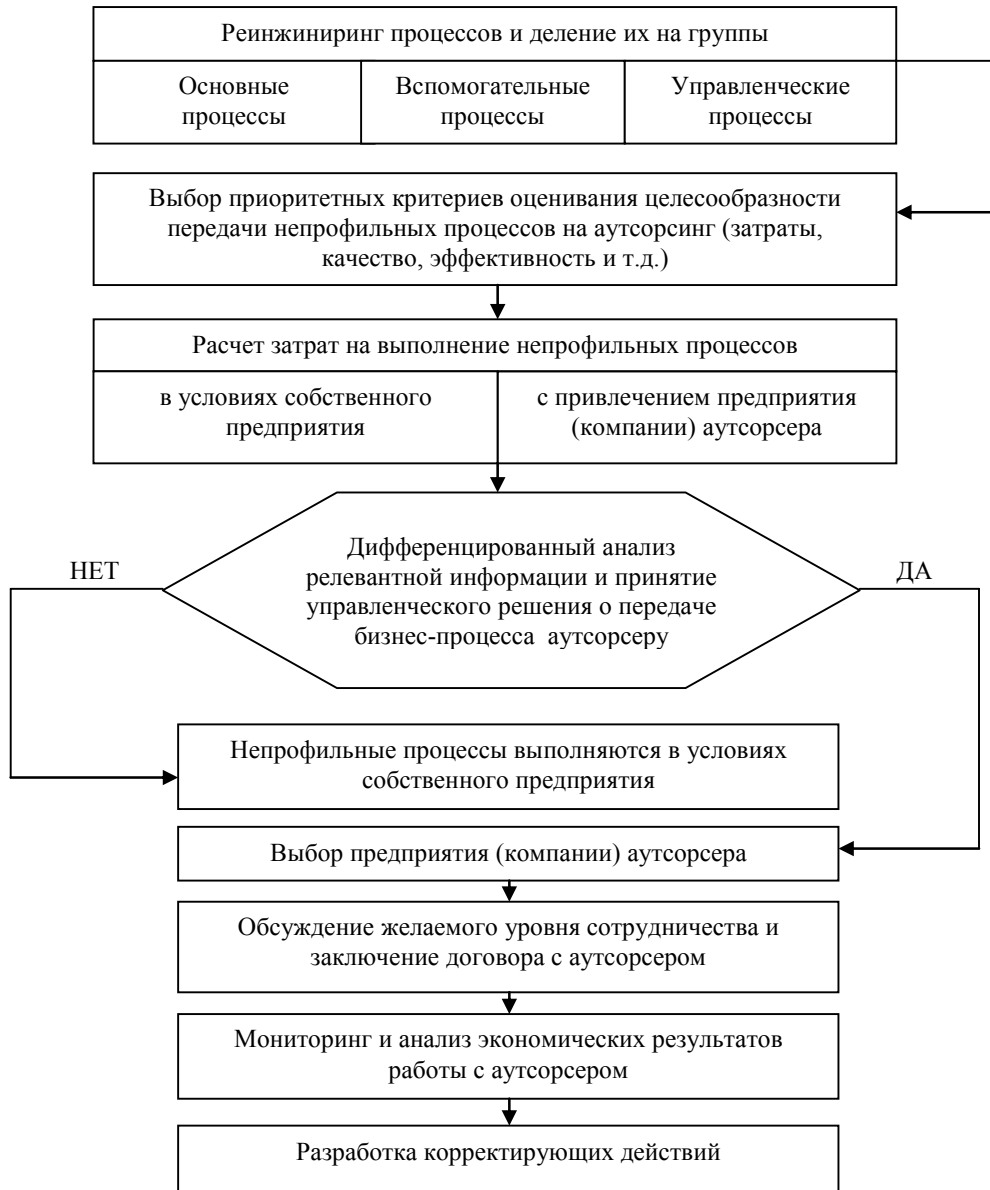 Реинжиниринг процессов и деление их на группы
Основные
процессы
Вспомогательные
процессы
Управленческие
процессы
Выбор приоритетных критериев оценивания целесообразности
передачи непрофильных процессов на аутсорсинг (затраты,
качество, эффективность и т.д.)
Расчет затрат на выполнение непрофильных процессов
в условиях собственного
предприятия
с привлечением предприятия
(компании) аутсорсера
Дифференцированный анализ
релевантной информации и принятие
управленческого решения о передаче
бизнес-процесса аутсорсеру
НЕТ
ДА
Непрофильные процессы выполняются в условиях
собственного предприятия
Выбор предприятия (компании) аутсорсера
Обсуждение желаемого уровня сотрудничества и
заключение договора с аутсорсером
Мониторинг и анализ экономических результатов
работы с аутсорсером
Разработка корректирующих действий